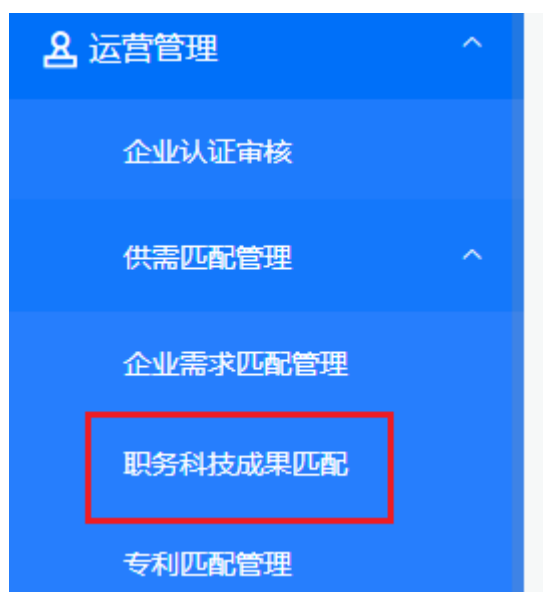 运营管理
企业认证审核
供需匹配管理
企业需求匹配管理
职务科技成果匹配
专利匹配管理